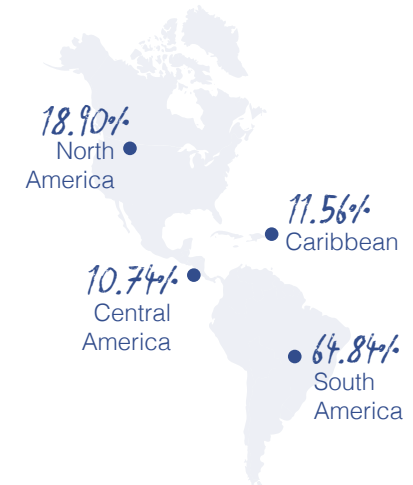 18.90%
North
America
11.56%
Caribbean
10.74%
Central
America
64.84%
South
America